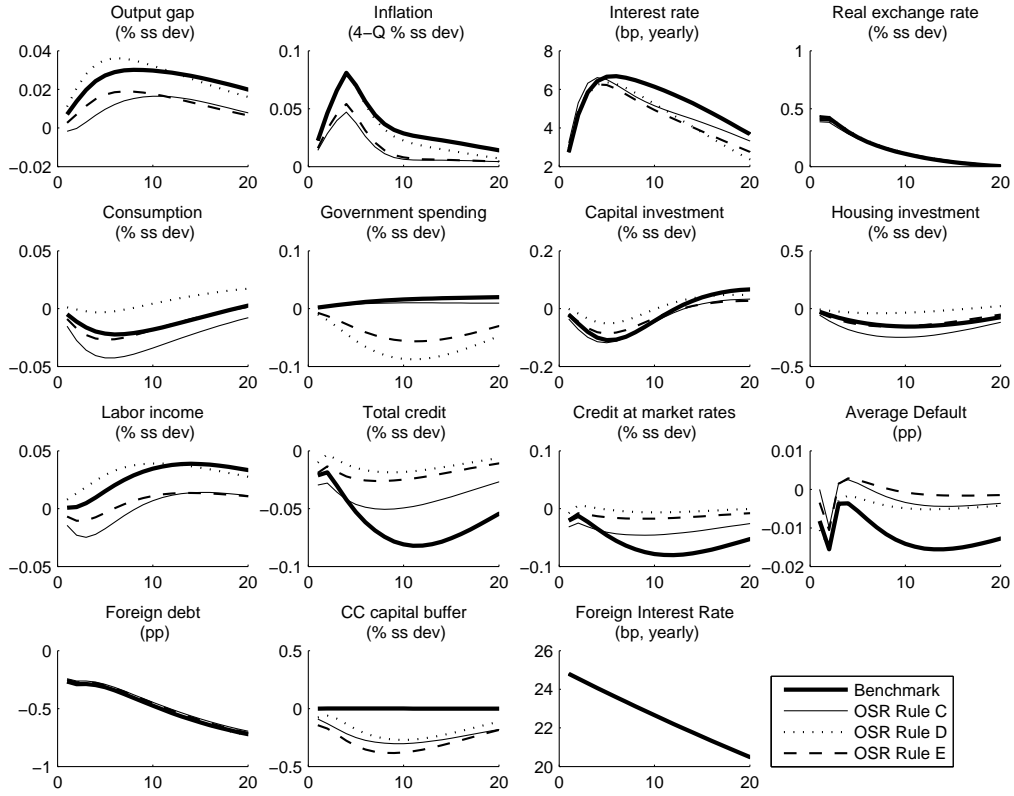 Output gap
(% ss dev)
0.04
0.02
0
−0.02
0
10
20
Inflation
(4−Q % ss dev)
0.1
0.05
0
0
10
20
Interest rate
(bp, yearly)
8
6
4
2
0
10
20
Real exchange rate
(% ss dev)
1
0.5
0
0
10
20
Consumption
(% ss dev)
0.05
0
−0.05
0
10
20
Government spending
(% ss dev)
0.1
0
−0.1
0
10
20
Capital investment
(% ss dev)
0.2
0
−0.2
0
10
20
Housing investment
(% ss dev)
0.5
0
−0.5
0
10
20
Labor income
(% ss dev)
0.05
0
−0.05
0
10
20
Total credit
(% ss dev)
0
−0.05
−0.1
0
10
20
Credit at market rates
(% ss dev)
0.1
0
−0.1
0
10
20
Average Default
(pp)
0.01
0
−0.01
−0.02
0
10
20
Foreign debt
(pp)
0
−0.5
−1
0
10
20
CC capital buffer
(% ss dev)
0.5
0
−0.5
0
10
20
Foreign Interest Rate
(bp, yearly)
26
24
22
20
0
10
20
Benchmark
OSR Rule C
OSR Rule D
OSR Rule E